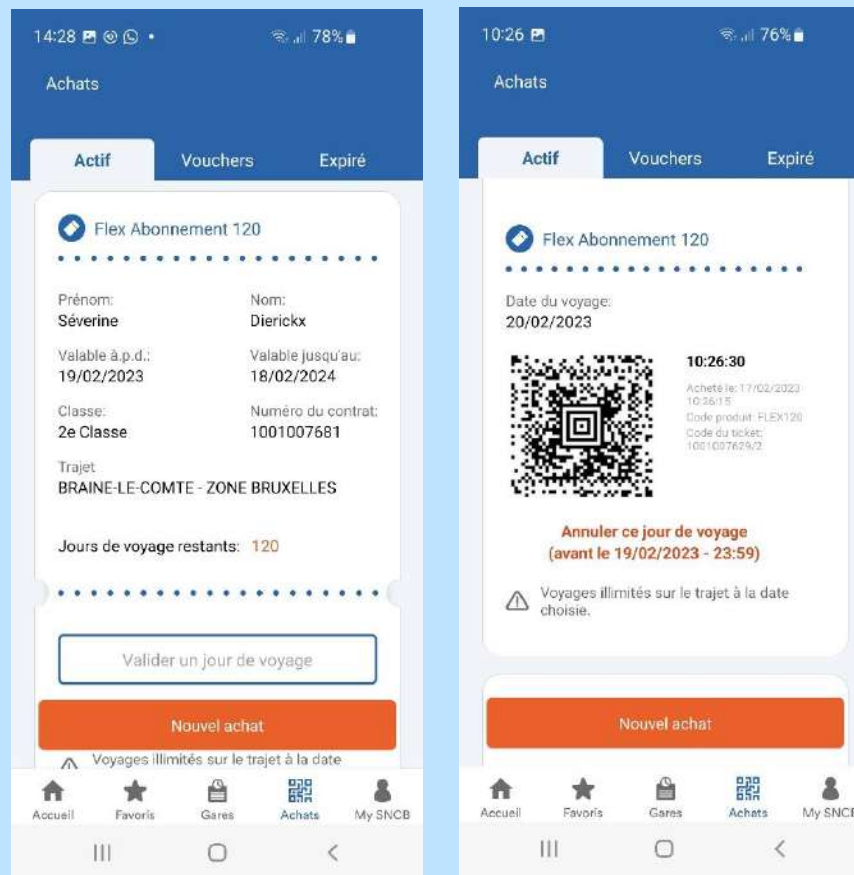 14:28
78%
Achats
Actif Vouchers Expiré
Flex Abonnement 120
Prénom: Nom:
Séverine Dierickx
Valable à.p.d.: Valable jusqu'au:
19/02/2023 18/02/2024
Classe: Numéro du contrat:
2e Classe 1001007681
Trajet
BRAINE-LE-COMTE - ZONE BRUXELLES
Jours de voyage restants: 120
Valider un jour de voyage
Nouvel achat
Voyages illimités sur le trajet à la date
Accueil Favoris Gares Achats My SNCB
10:26
76%
Achats
Actif Vouchers Expiré
Flex Abonnement 120
Date du voyage:
20/02/2023
10:26:30
Acheté le: 17/02/2023
10:26:15
Code produit: FLEX120
Code du ticket:
1001007629/2
Annuler ce jour de voyage
(avant le 19/02/2023 - 23:59)
Voyages illimités sur le trajet à la date
choisie.
Nouvel achat
Accueil Favoris Gares Achats My SNCB